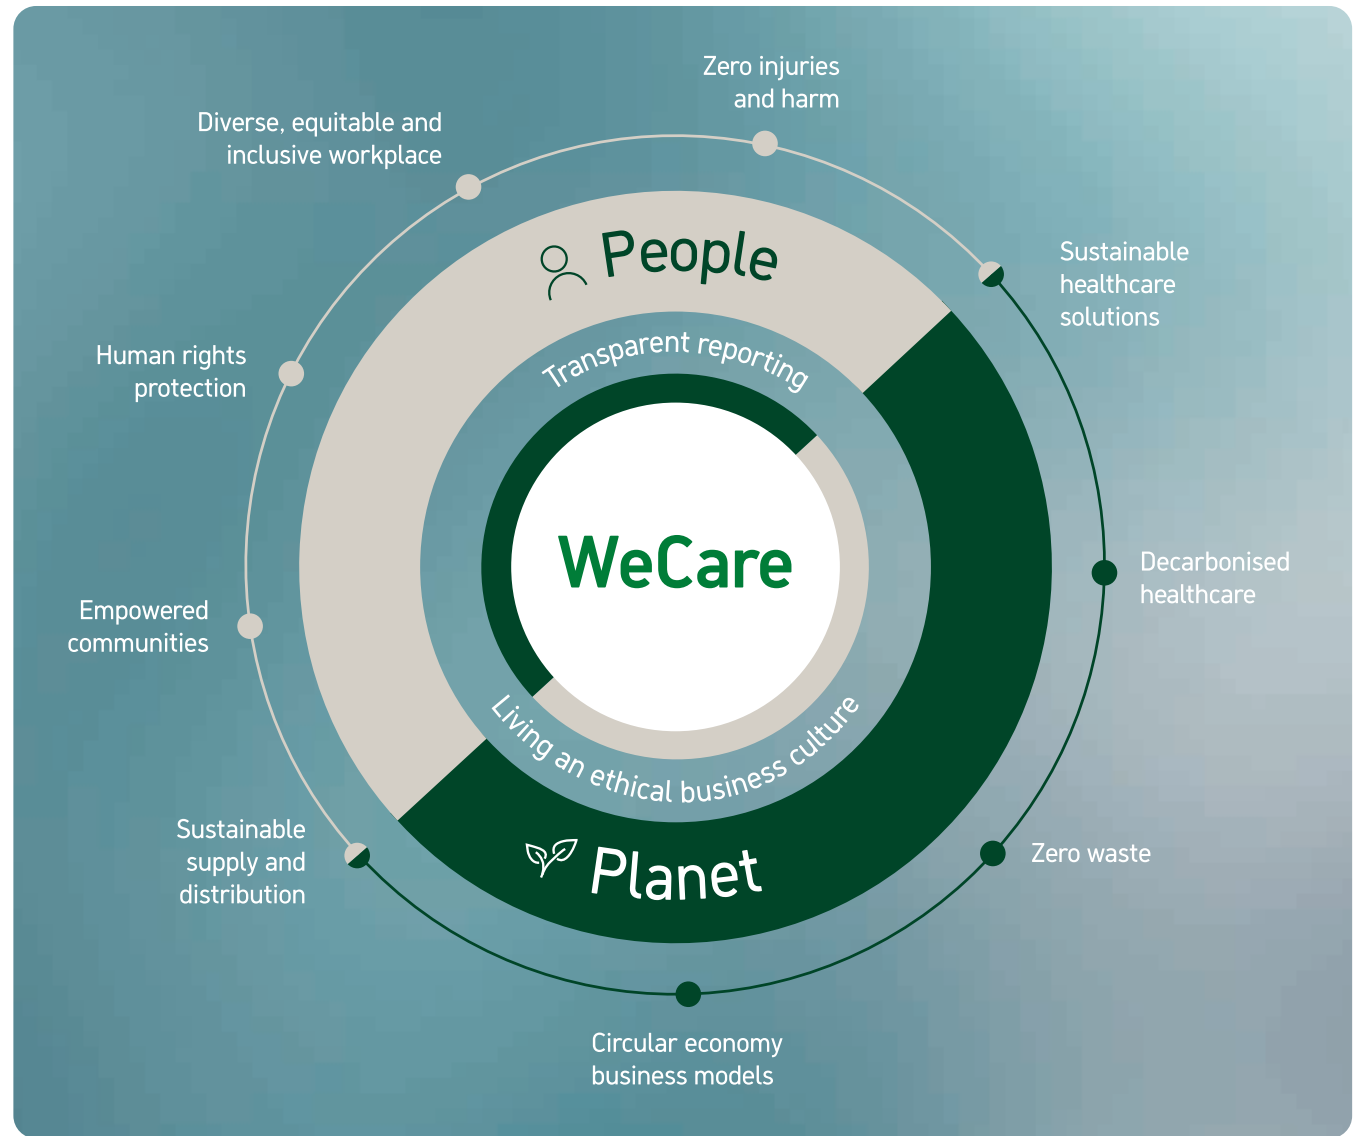 Zero injuries
and harm
Diverse, equitable and
inclusive workplace
People
Sustainable
healthcare
solutions
Transparent reporting
Human rights
protection
WeCare
Decarbonised
healthcare
Empowered
communities
Living an ethical business culture
Sustainable
supply and
distribution
Planet
Zero waste
Circular economy
business models